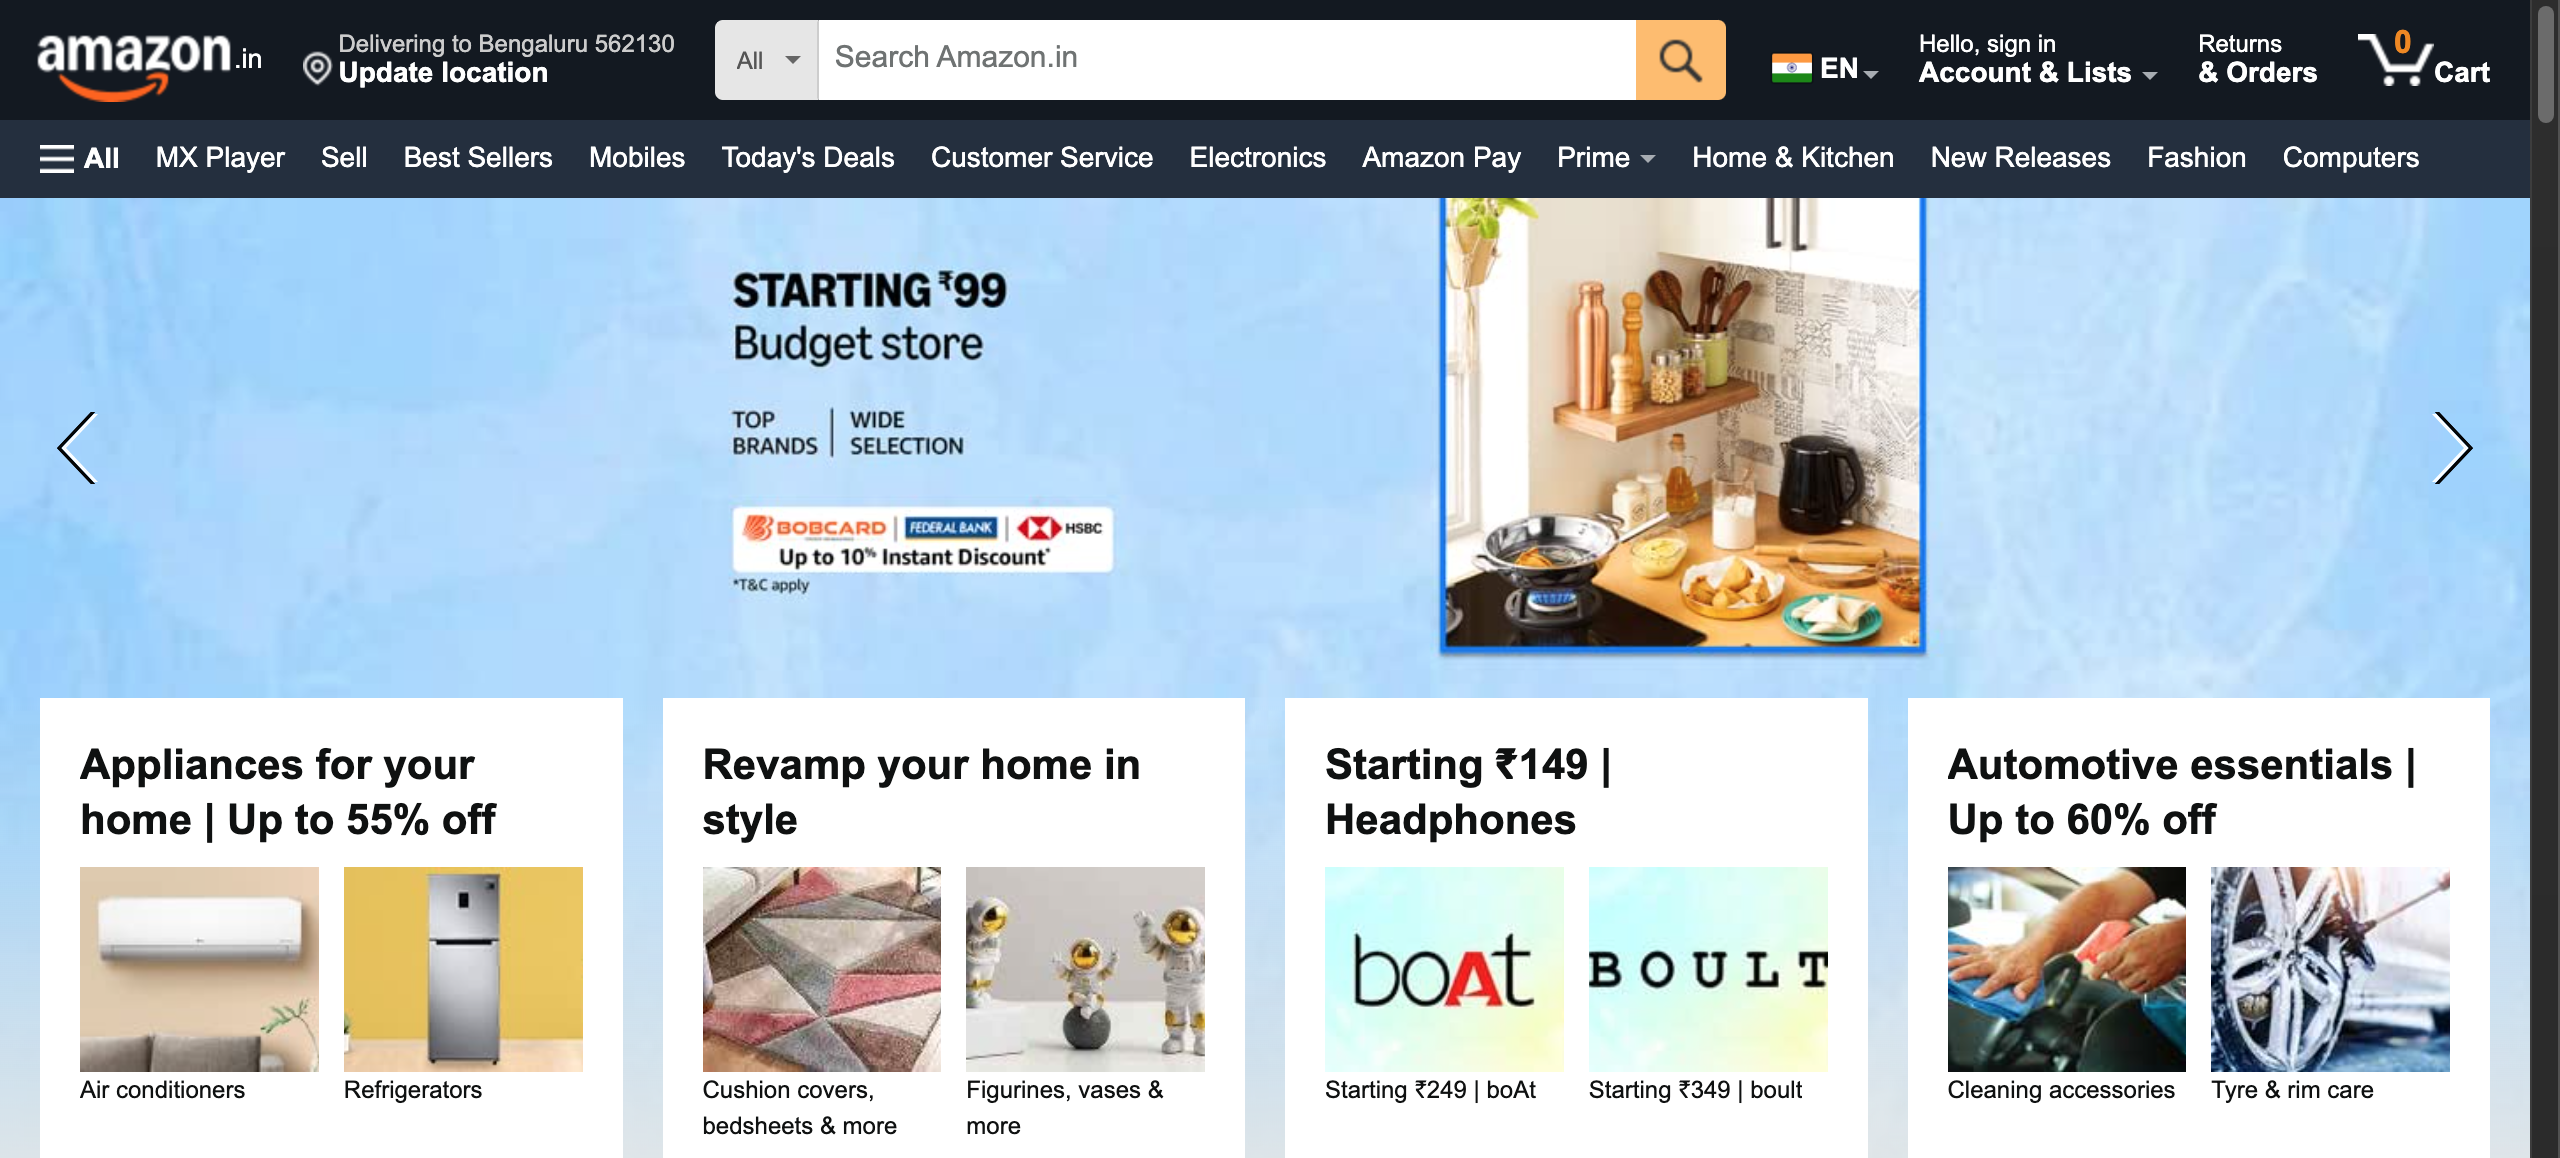 amazon.in
Delivering to Bengaluru 562130
Update location
All
Search Amazon.in
EN
Hello, sign in
Account & Lists
Returns
& Orders
0
Cart
All MX Player Sell Best Sellers Mobiles Today's Deals Customer Service Electronics Amazon Pay Prime Home & Kitchen New Releases Fashion Computers
STARTING ₹99
Budget store
TOP
BRANDS
WIDE
SELECTION
BOBCARD | FEDERAL BANK | HSBC
Up to 10% Instant Discount*
*T&C apply
Appliances for your
home | Up to 55% off
Air conditioners
Refrigerators
Revamp your home in
style
Cushion covers,
bedsheets & more
Figurines, vases &
more
Starting ₹149 |
Headphones
boAt
BOULT
Starting ₹249 | boAt
Starting ₹349 | boult
Automotive essentials |
Up to 60% off
Cleaning accessories
Tyre & rim care